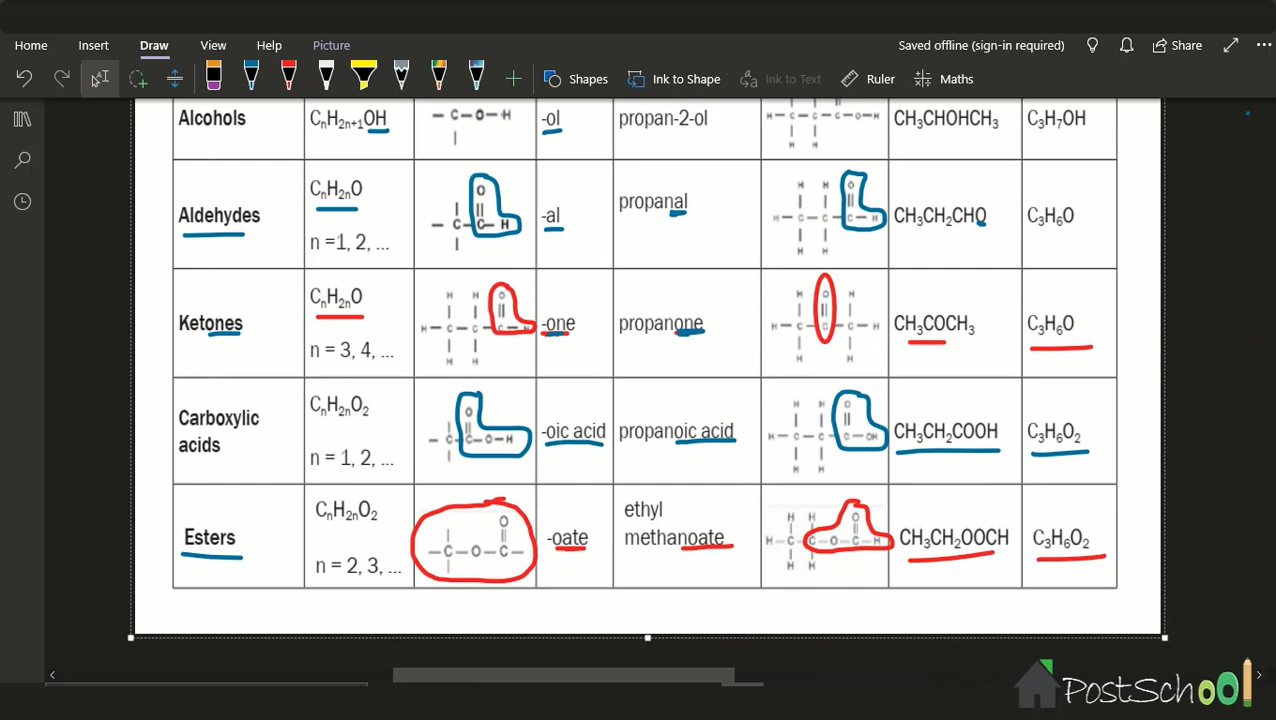 Home Insert Draw View Help Picture Saved offline (sign-in required) Share
Shapes Ink to Shape Ink to Text Ruler Maths
Alcohols CₙH₂ₙ₊₁OH – C – O – H -ol propan-2-ol CH₃CHOHCH₃ C₃H₇OH
Aldehydes CₙH₂ₙO -al propanal CH₃CH₂CHO C₃H₆O
n =1, 2, ...
Ketones CₙH₂ₙO -one propanone CH₃COCH₃ C₃H₆O
n = 3, 4, ...
Carboxylic acids CₙH₂ₙO₂ -oic acid propanoic acid CH₃CH₂COOH C₃H₆O₂
n = 1, 2, ...
Esters CₙH₂ₙO₂ -oate ethyl methanoate CH₃CH₂OOCH C₃H₆O₂
n = 2, 3, ...
PostSchool